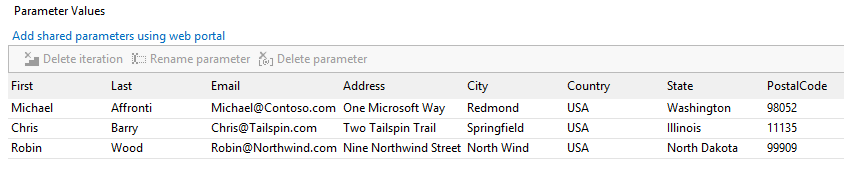 Parameter Values
Add shared parameters using web portal
Delete iteration Rename parameter Delete parameter
First Last Email Address City Country State PostalCode
Michael Affronti Michael@Contoso.com One Microsoft Way Redmond USA Washington 98052
Chris Barry Chris@Tailspin.com Two Tailspin Trail Springfield USA Illinois 11135
Robin Wood Robin@Northwind.com Nine Northwind Street North Wind USA North Dakota 99909